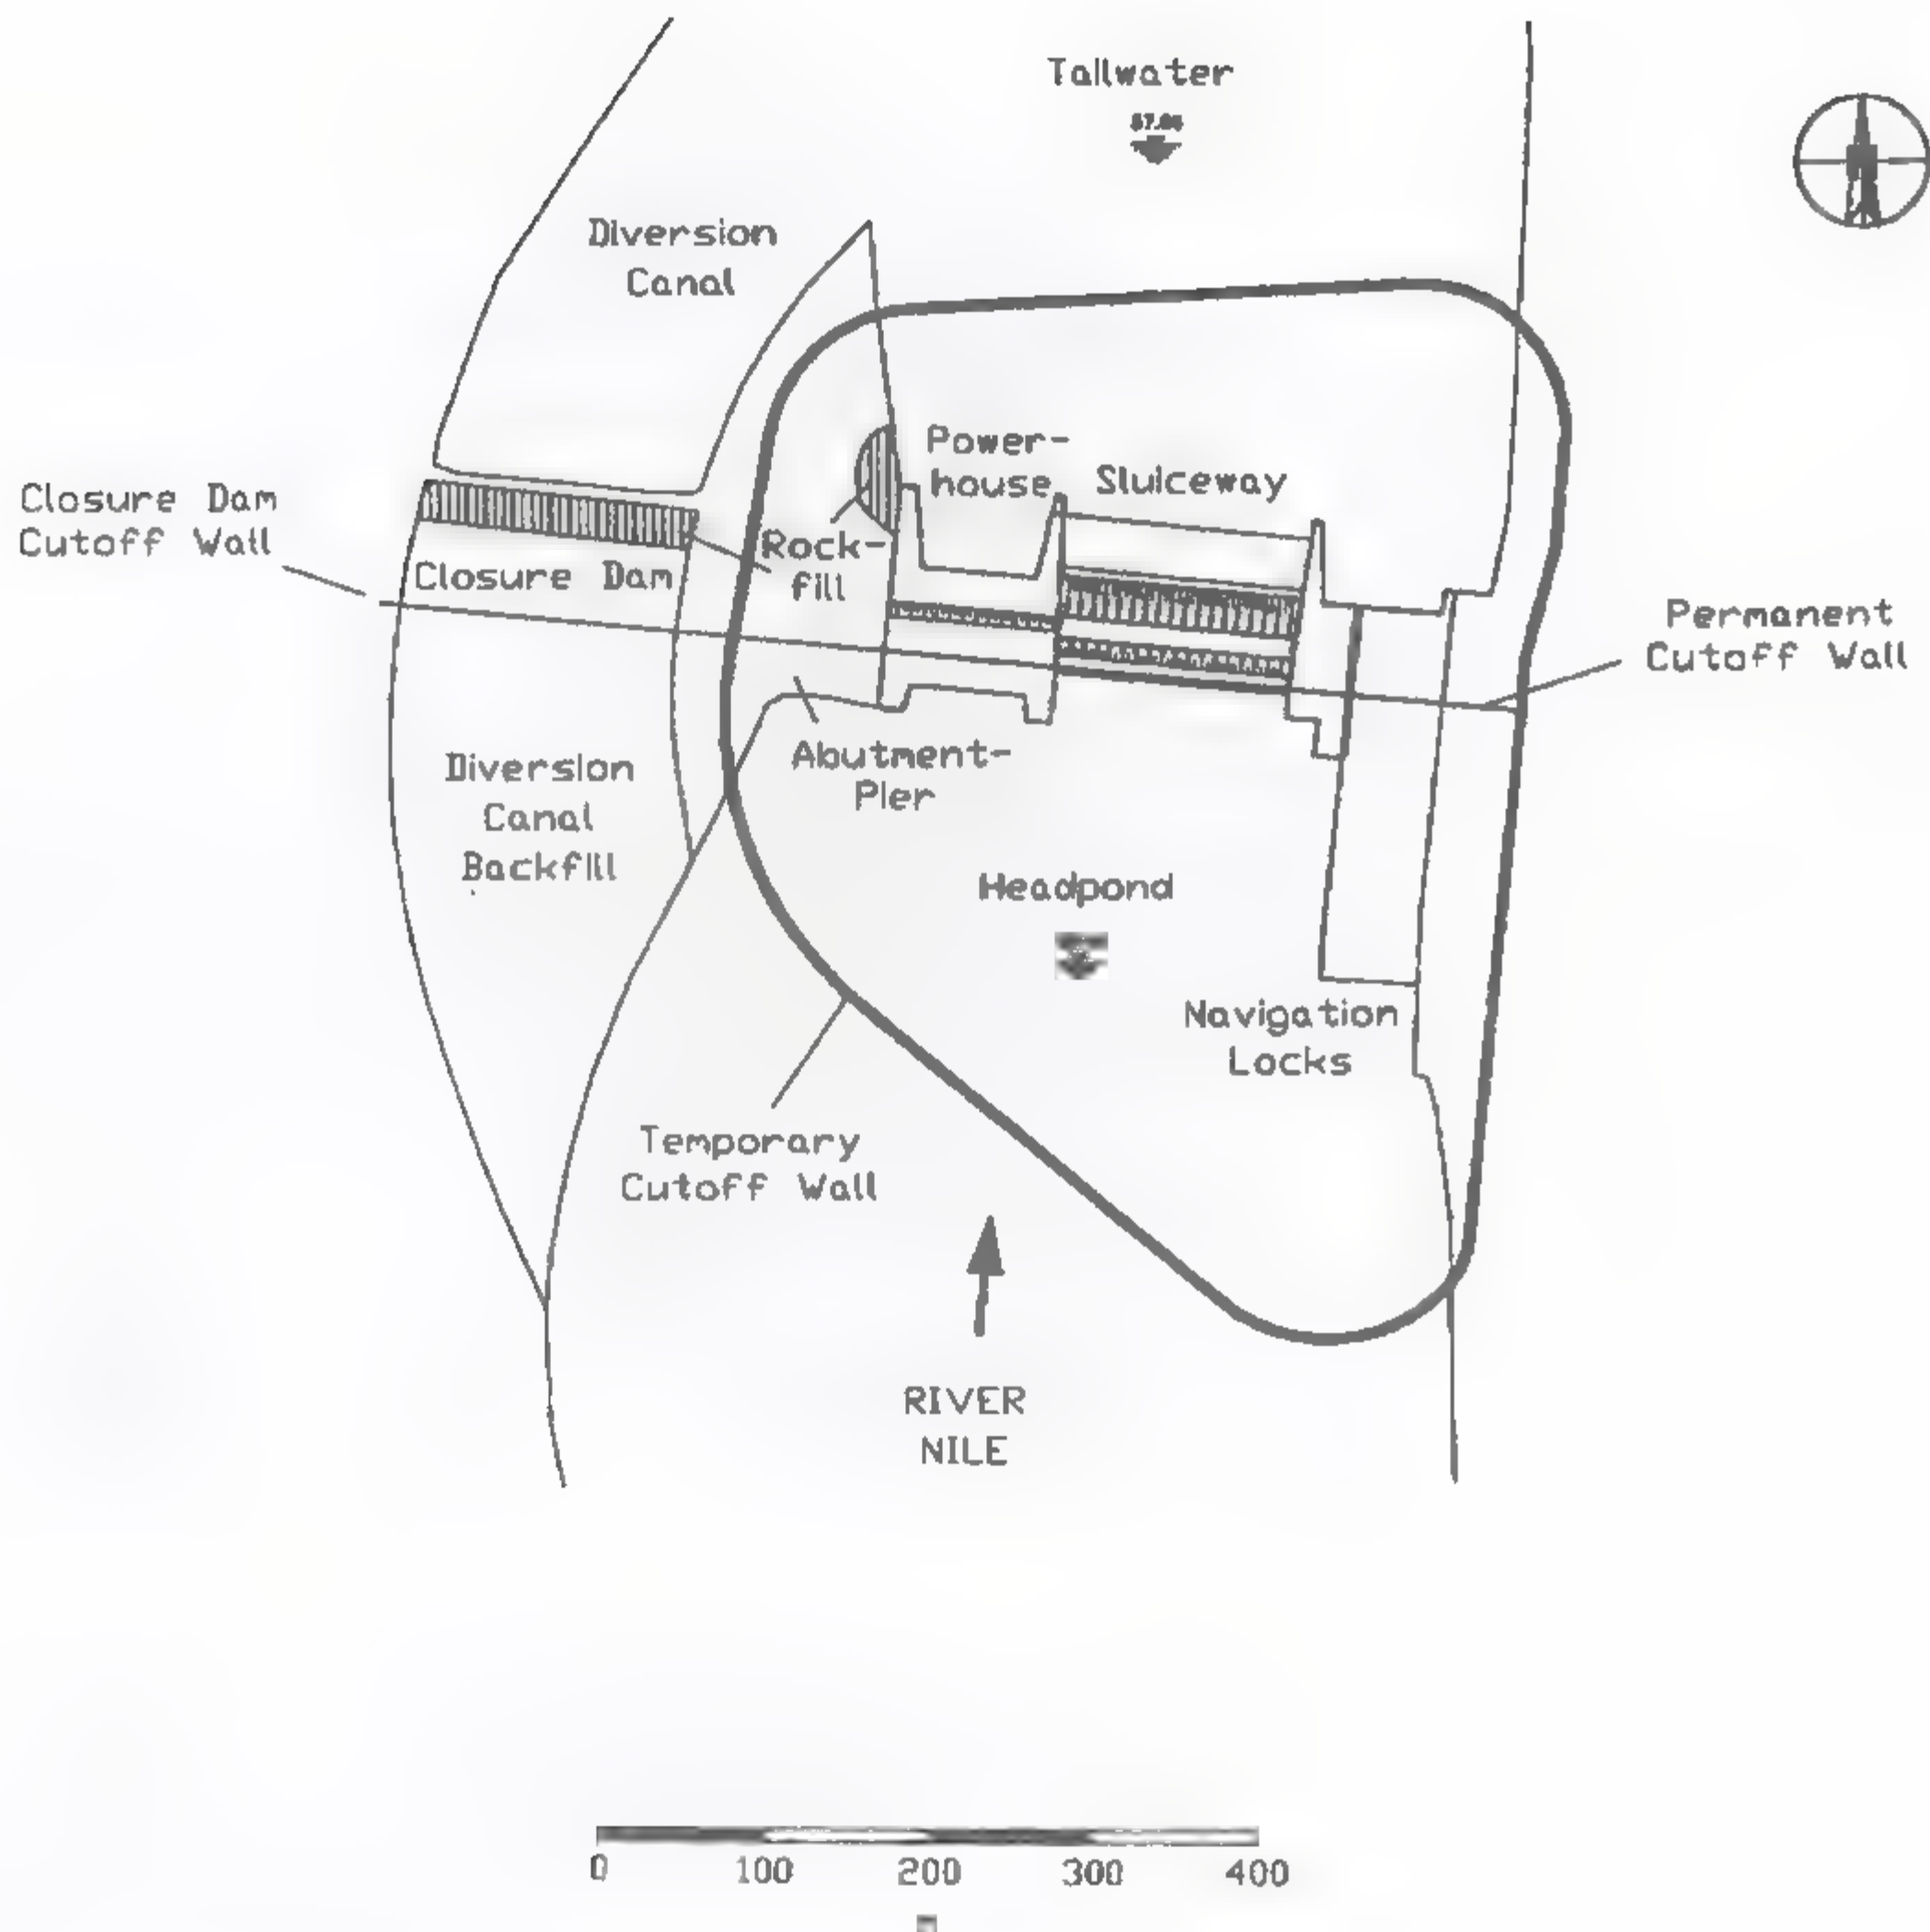 Tailwater
Diversion
Canal
Power-
house
Sluiceway
Closure Dam
Cutoff Wall
Rock-
fill
Closure Dam
Permanent
Cutoff Wall
Abutment-
Pier
Diversion
Canal
Backfill
Headpond
Navigation
Locks
Temporary
Cutoff Wall
RIVER
NILE
0 100 200 300 400